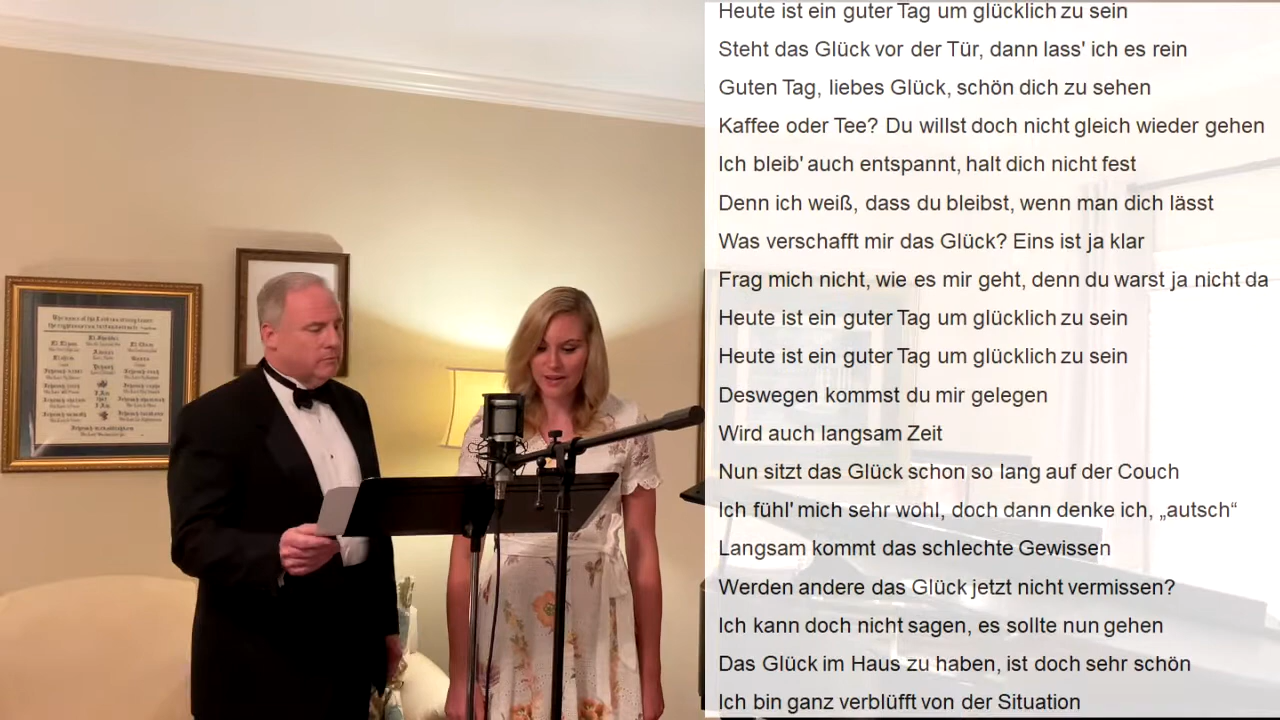 Heute ist ein guter Tag um glücklich zu sein
Steht das Glück vor der Tür, dann lass' ich es rein
Guten Tag, liebes Glück, schön dich zu sehen
Kaffee oder Tee? Du willst doch nicht gleich wieder gehen
Ich bleib' auch entspannt, halt dich nicht fest
Denn ich weiß, dass du bleibst, wenn man dich lässt
Was verschafft mir das Glück? Eins ist ja klar
Frag mich nicht, wie es mir geht, denn du warst ja nicht da
Heute ist ein guter Tag um glücklich zu sein
Heute ist ein guter Tag um glücklich zu sein
Deswegen kommst du mir gelegen
Wird auch langsam Zeit
Nun sitzt das Glück schon so lang auf der Couch
Ich fühl' mich sehr wohl, doch dann denke ich, „autsch“
Langsam kommt das schlechte Gewissen
Werden andere das Glück jetzt nicht vermissen?
Ich kann doch nicht sagen, es sollte nun gehen
Das Glück im Haus zu haben, ist doch sehr schön
Ich bin ganz verblüfft von der Situation